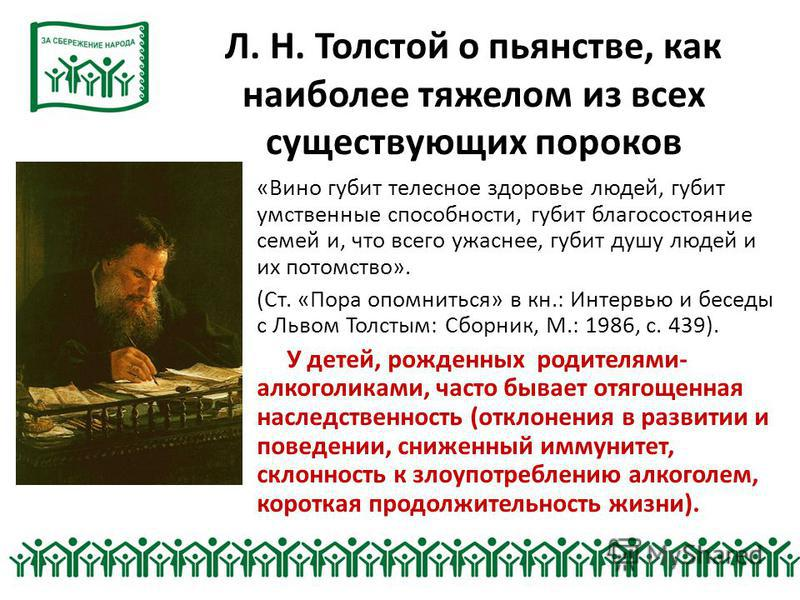 ЗА СБЕРЕЖЕНИЕ НАРОДА
Л. Н. Толстой о пьянстве, как
наиболее тяжелом из всех
существующих пороков
«Вино губит телесное здоровье людей, губит
умственные способности, губит благосостояние
семей и, что всего ужаснее, губит душу людей и
их потомство».
(Ст. «Пора опомниться» в кн.: Интервью и беседы
с Львом Толстым: Сборник, М.: 1986, с. 439).
У детей, рожденных родителями-
алкоголиками, часто бывает отягощенная
наследственность (отклонения в развитии и
поведении, сниженный иммунитет,
склонность к злоупотреблению алкоголем,
короткая продолжительность жизни).
MyShared